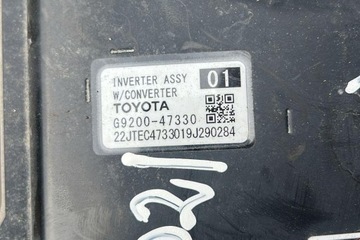 INVERTER ASSY 01
W/CONVERTER
TOYOTA
G9200-47330
22JTEC4733019J290284